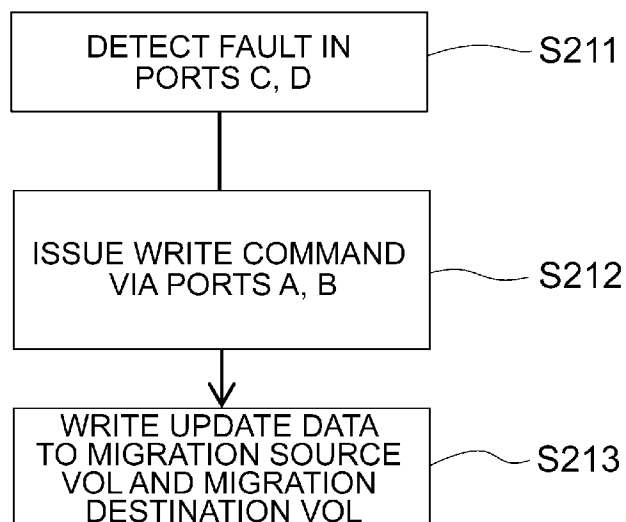 DETECT FAULT IN
PORTS C, D
S211
ISSUE WRITE COMMAND
VIA PORTS A, B
S212
WRITE UPDATE DATA
TO MIGRATION SOURCE
VOL AND MIGRATION
DESTINATION VOL
S213